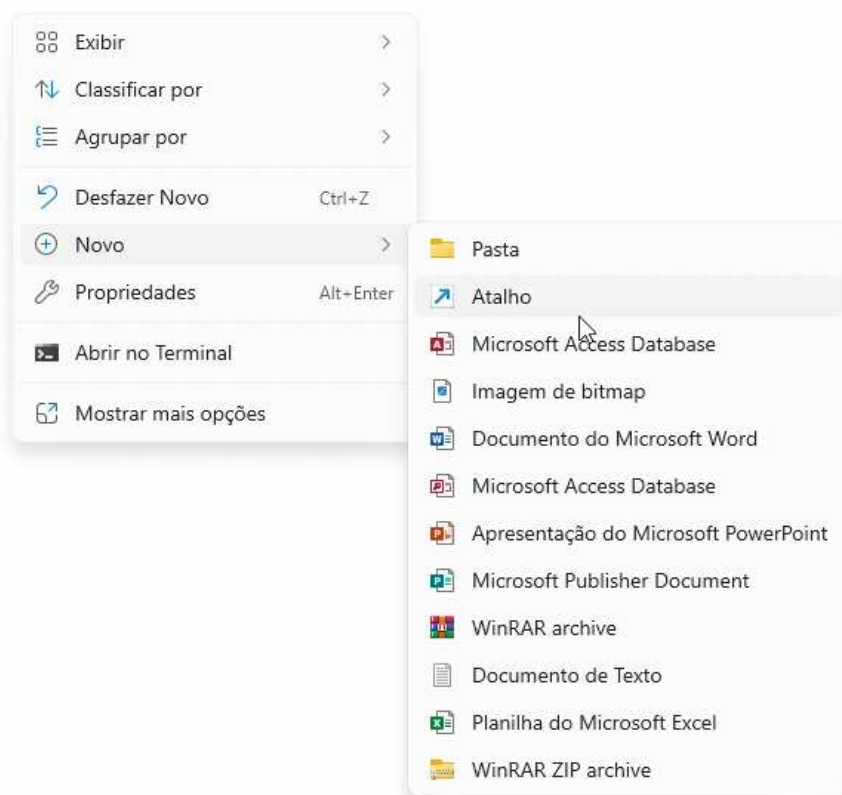 Exibir
Classificar por
Agrupar por
Desfazer Novo Ctrl+Z
Novo
Propriedades Alt+Enter
Abrir no Terminal
Mostrar mais opções
Pasta
Atalho
Microsoft Access Database
Imagem de bitmap
Documento do Microsoft Word
Microsoft Access Database
Apresentação do Microsoft PowerPoint
Microsoft Publisher Document
WinRAR archive
Documento de Texto
Planilha do Microsoft Excel
WinRAR ZIP archive